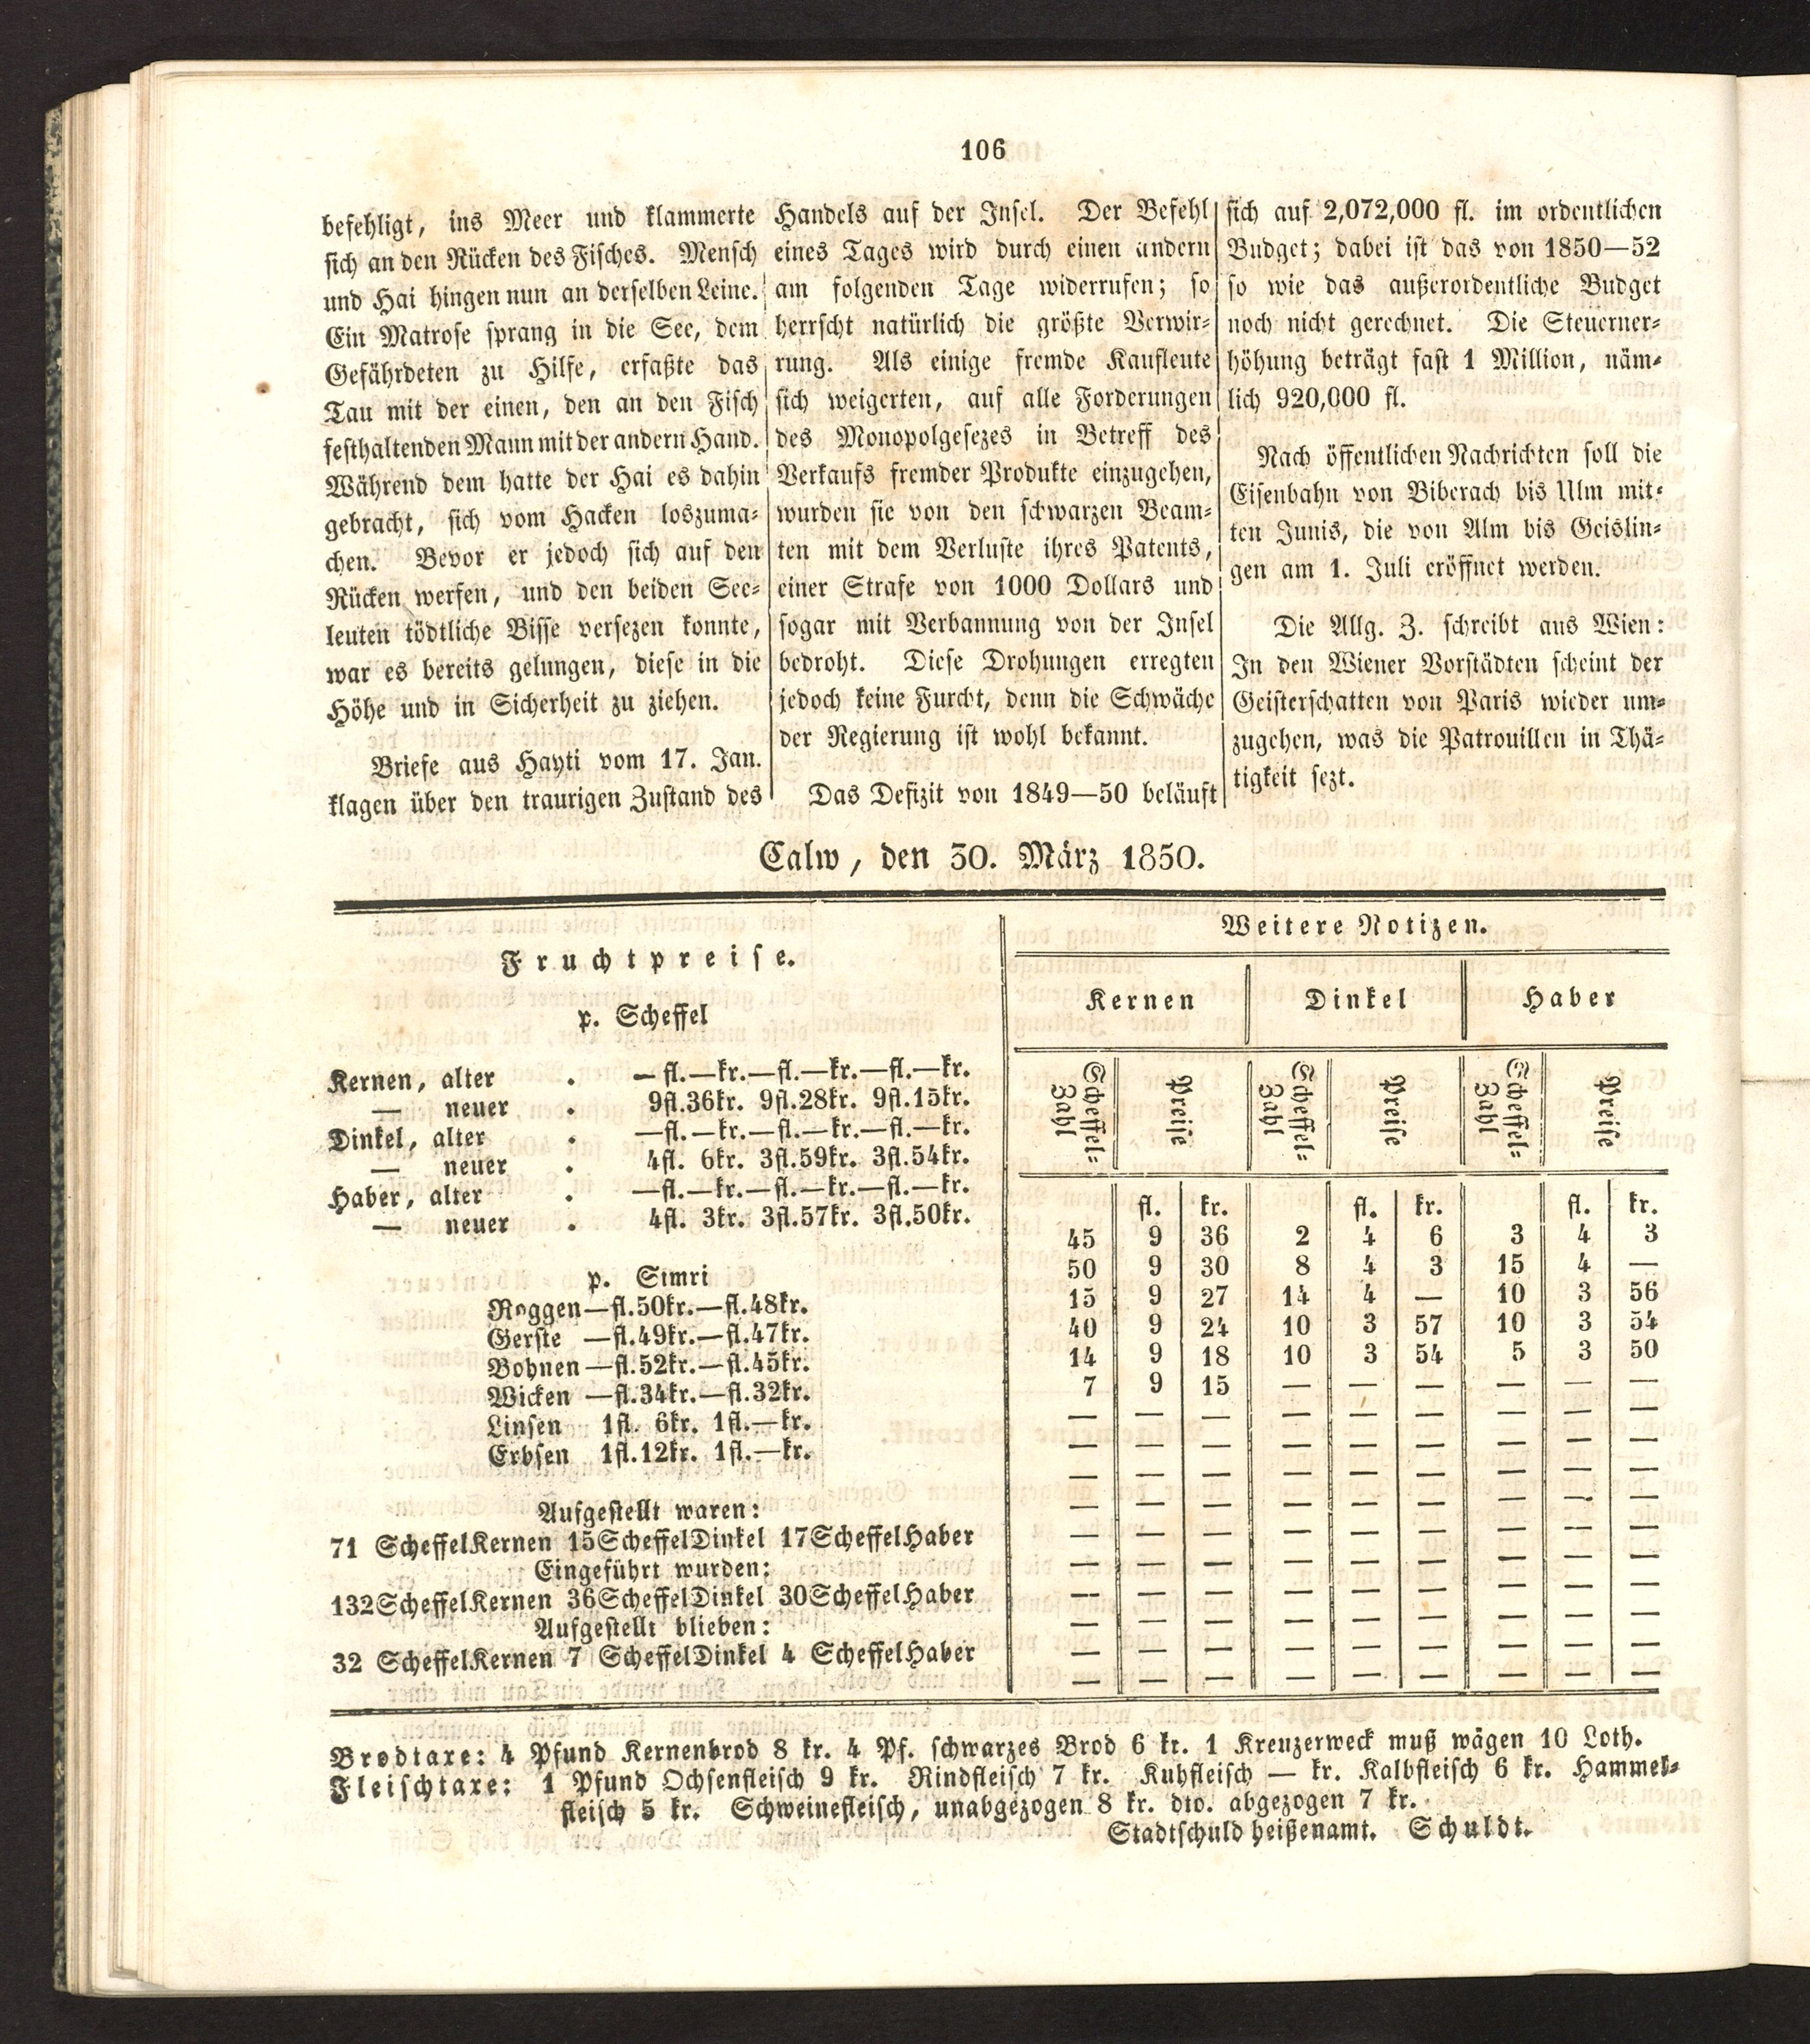 106
befehligt, ins Meer und klammerte
sich an den Rücken des Fisches. Mensch
und Hai hingen nun an derselben Leine.
Ein Matrose sprang in die See, dem
Gefährdeten zu Hilfe, erfaßte das
Tau mit der einen, den an den Fisch
festhaltenden Mann mit der andern Hand.
Während dem hatte der Hai es dahin
gebracht, sich vom Hacken loszuma-
chen. Bevor er jedoch sich auf den
Rücken werfen, und den beiden See-
leuten tödtliche Bisse versezen konnte,
war es bereits gelungen, diese in die
Höhe und in Sicherheit zu ziehen.
Briefe aus Hayti vom 17. Jan.
klagen über den traurigen Zustand des
Handels auf der Insel. Der Befehl
eines Tages wird durch einen andern
am folgenden Tage widerrufen; so
herrscht natürlich die größte Verwir-
rung. Als einige fremde Kaufleute
sich weigerten, auf alle Forderungen
des Monopolgesezes in Betreff des
Verkaufs fremder Produkte einzugehen,
wurden sie von den schwarzen Beam-
ten mit dem Verluste ihres Patents,
einer Strafe von 1000 Dollars und
sogar mit Verbannung von der Insel
bedroht. Diese Drohungen erregten
jedoch keine Furcht, denn die Schwäche
der Regierung ist wohl bekannt.
Das Defizit von 1849—50 beläuft
sich auf 2,072,000 fl. im ordentlichen
Budget; dabei ist das von 1850—52
so wie das außerordentliche Budget
noch nicht gerechnet. Die Steuerner-
höhung beträgt fast 1 Million, näm-
lich 920,000 fl.
Nach öffentlichen Nachrichten soll die
Eisenbahn von Biberach bis Ulm mit-
ten Junis, die von Alm bis Geislin-
gen am 1. Juli eröffnet werden.
Die Allg. Z. schreibt aus Wien:
In den Wiener Vorstädten scheint der
Geisterschatten von Paris wieder um-
zugehen, was die Patrouillen in Thä-
tigkeit sezt.
Calw, den 30. März 1850.
Fruchtpreise.
p. Scheffel
Kernen, alter . —fl.—kr.—fl.—kr.—fl.—kr.
— neuer . 9fl.36kr. 9fl.28kr. 9fl.15kr.
Dinkel, alter . —fl.—kr.—fl.—kr.—fl.—kr.
— neuer . 4fl. 6kr. 3fl.59kr. 3fl.54kr.
Haber, alter . —fl.—kr.—fl.—kr.—fl.—kr.
— neuer . 4fl. 3kr. 3fl.57kr. 3fl.50kr.
p. Simri
Roggen—fl.50kr.—fl.48kr.
Gerste —fl.49kr.—fl.47kr.
Bohnen—fl.52kr.—fl.45kr.
Wicken —fl.34kr.—fl.32kr.
Linsen 1fl. 6kr. 1fl.—kr.
Erbsen 1fl.12kr. 1fl.—kr.
Aufgestellt waren:
71 Scheffel Kernen 15 Scheffel Dinkel 17 Scheffel Haber
Eingeführt wurden:
132 Scheffel Kernen 36 Scheffel Dinkel 30 Scheffel Haber
Aufgestellt blieben:
32 Scheffel Kernen 7 Scheffel Dinkel 4 Scheffel Haber
Weitere Notizen.
Kernen Dinkel Haber
Scheffel-Zahl Preise Scheffel-Zahl Preise Scheffel-Zahl Preise
fl. kr. fl. kr. fl. kr.
45 9 36 2 4 6 3 4 3
50 9 30 8 4 3 15 4 —
15 9 27 14 4 — 10 3 56
40 9 24 10 3 57 10 3 54
14 9 18 10 3 54 5 3 50
7 9 15 — — — — — —
— — — — — — — — —
— — — — — — — — —
— — — — — — — — —
— — — — — — — — —
— — — — — — — — —
— — — — — — — — —
— — — — — — — — —
— — — — — — — — —
— — — — — — — — —
— — — — — — — — —
Brodtaxe: 4 Pfund Kernenbrod 8 kr. 4 Pf. schwarzes Brod 6 kr. 1 Kreuzerweck muß wägen 10 Loth.
Fleischtaxe: 1 Pfund Ochsenfleisch 9 kr. Rindfleisch 7 kr. Kuhfleisch — kr. Kalbfleisch 6 kr. Hammel-
fleisch 5 kr. Schweinefleisch, unabgezogen 8 kr. dto. abgezogen 7 kr.
Stadtschuldheißenamt. Schuldt.